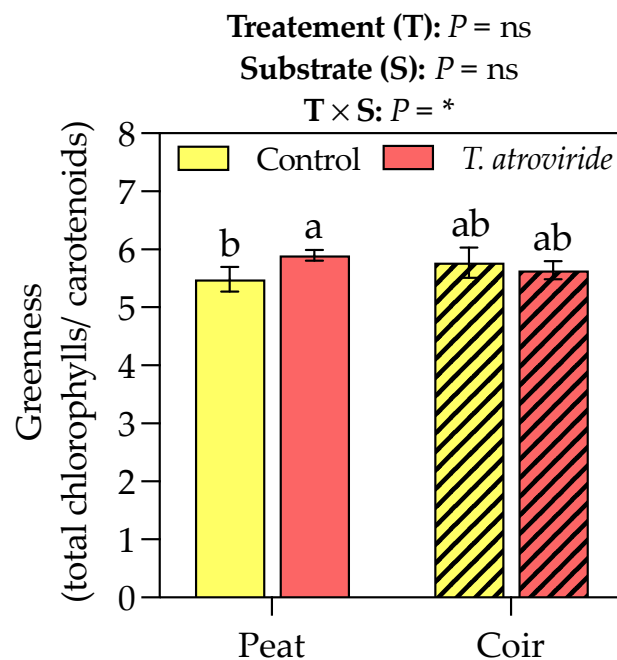 Treatement (T): P = ns
Substrate (S): P = ns
T × S: P = *
Greenness
(total chlorophylls/ carotenoids)
8
7
6
5
4
3
2
1
0
Control
T. atroviride
b
a
ab
ab
Peat
Coir